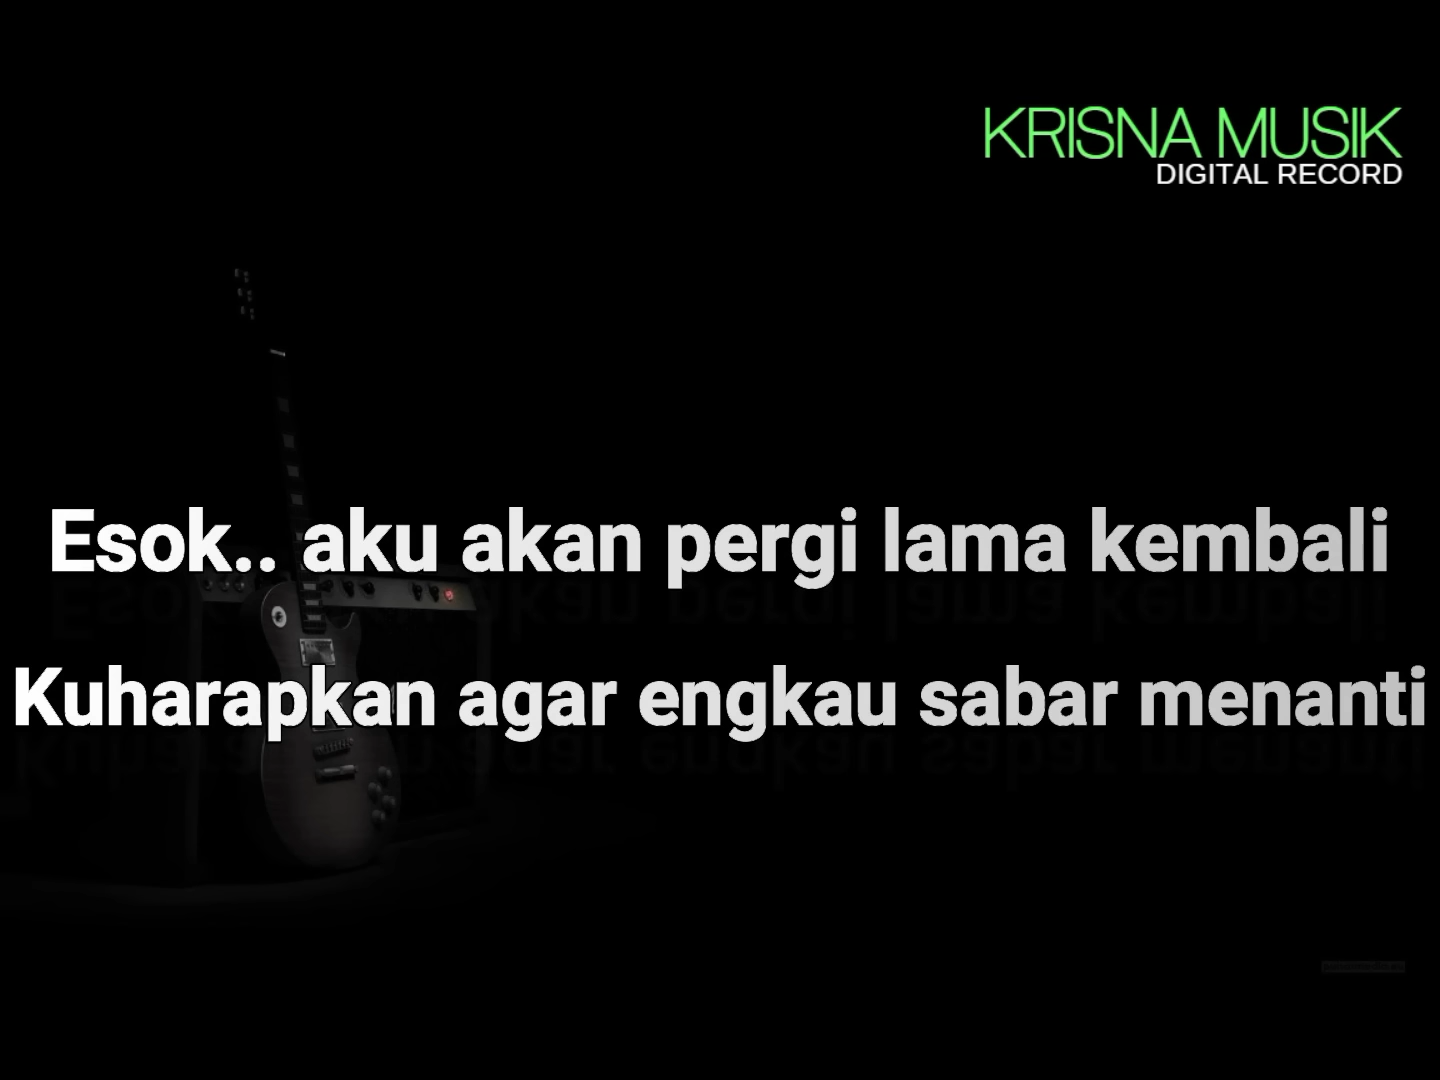 KRISNA MUSIK
DIGITAL RECORD
Esok.. aku akan pergi lama kembali
Kuharapkan agar engkau sabar menanti